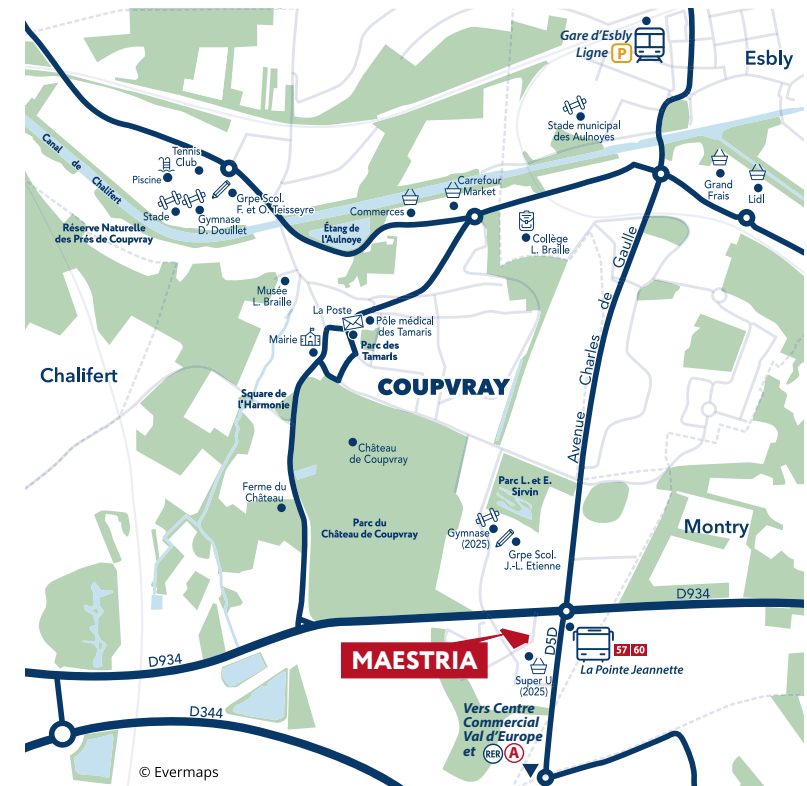 Gare d'Esbly
Ligne P
Esbly
Stade municipal
des Aulnoyes
Canal de Chalifert
Tennis
Club
Piscine
Grpe Scol.
F. et O. Teisseyre
Stade
Gymnase
D. Douillet
Réserve Naturelle
des Prés de Coupvray
Étang de
l'Aulnoye
Commerces
Carrefour
Market
Grand
Frais
Lidl
Collège
L. Braille
Avenue Charles de Gaulle
Musée
L. Braille
La Poste
Pôle médical
des Tamaris
Mairie
Parc des
Tamaris
Chalifert
COUPVRAY
Square de
l'Harmonie
Château
de Coupvray
Ferme du
Château
Parc L. et E.
Sirvin
Parc du
Château de Coupvray
Gymnase
(2025)
Grpe Scol.
J.-L. Etienne
Montry
D934
D934
MAESTRIA
D5D
57 60
La Pointe Jeannette
Super U
(2025)
D344
Vers Centre
Commercial
Val d'Europe
et RER A
© Evermaps